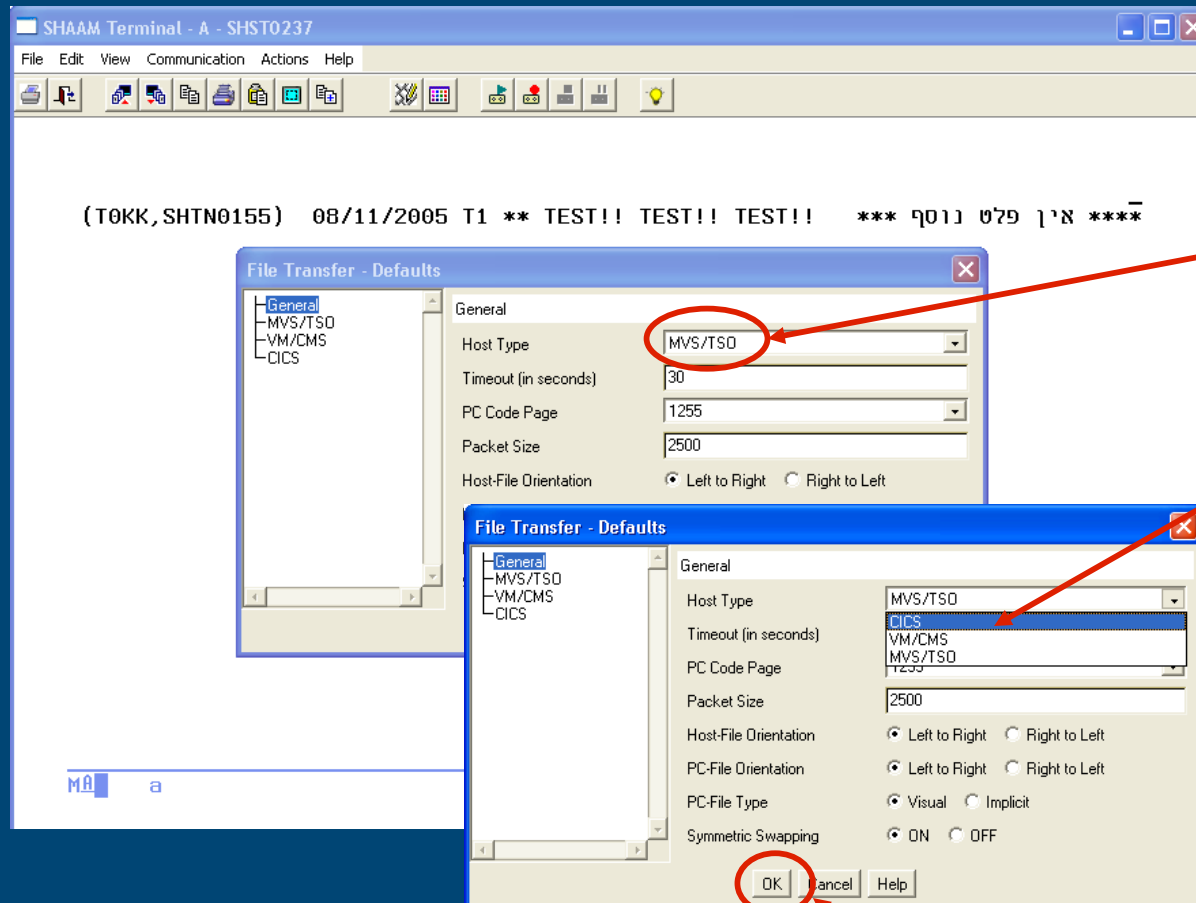 SHAAM Terminal - A - SHST0237
File Edit View Communication Actions Help
(T0KK,SHTN0155) 08/11/2005 T1 ** TEST!! TEST!! TEST!! *** אין פלט נוסף ****
File Transfer - Defaults
General
MVS/TSO
VM/CMS
CICS
General
Host Type MVS/TSO
Timeout (in seconds) 30
PC Code Page 1255
Packet Size 2500
Host-File Orientation Left to Right Right to Left
File Transfer - Defaults
General
MVS/TSO
VM/CMS
CICS
General
Host Type MVS/TSO
CICS
VM/CMS
MVS/TSO
Timeout (in seconds)
PC Code Page 1255
Packet Size 2500
Host-File Orientation Left to Right Right to Left
PC-File Orientation Left to Right Right to Left
PC-File Type Visual Implicit
Symmetric Swapping ON OFF
OK Cancel Help
MA a